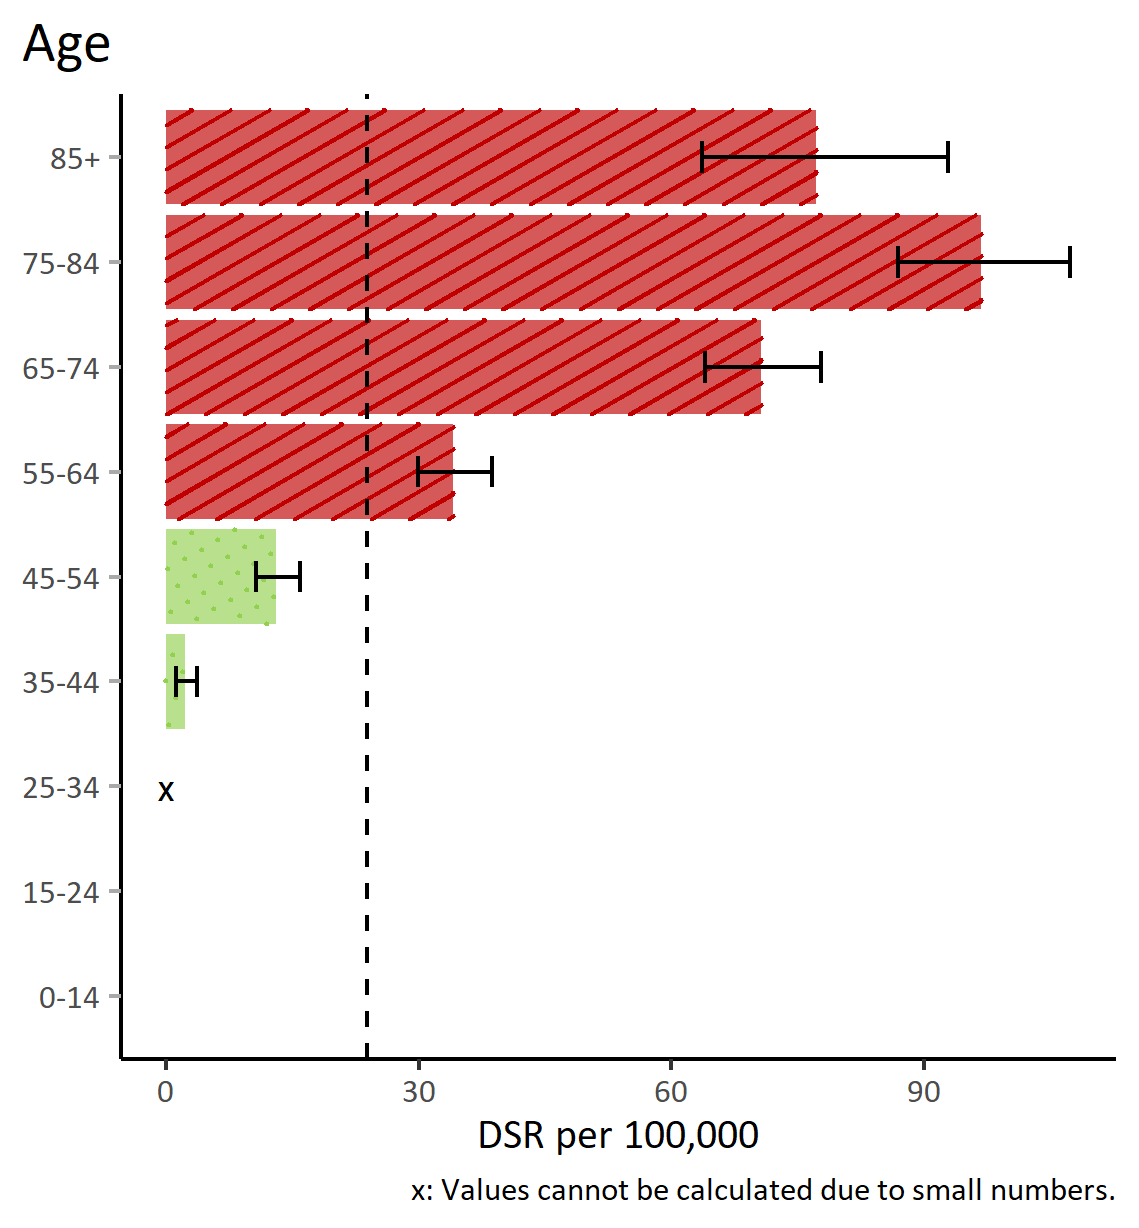 Age
85+
75-84
65-74
55-64
45-54
35-44
25-34
x
15-24
0-14
0 30 60 90
DSR per 100,000
x: Values cannot be calculated due to small numbers.